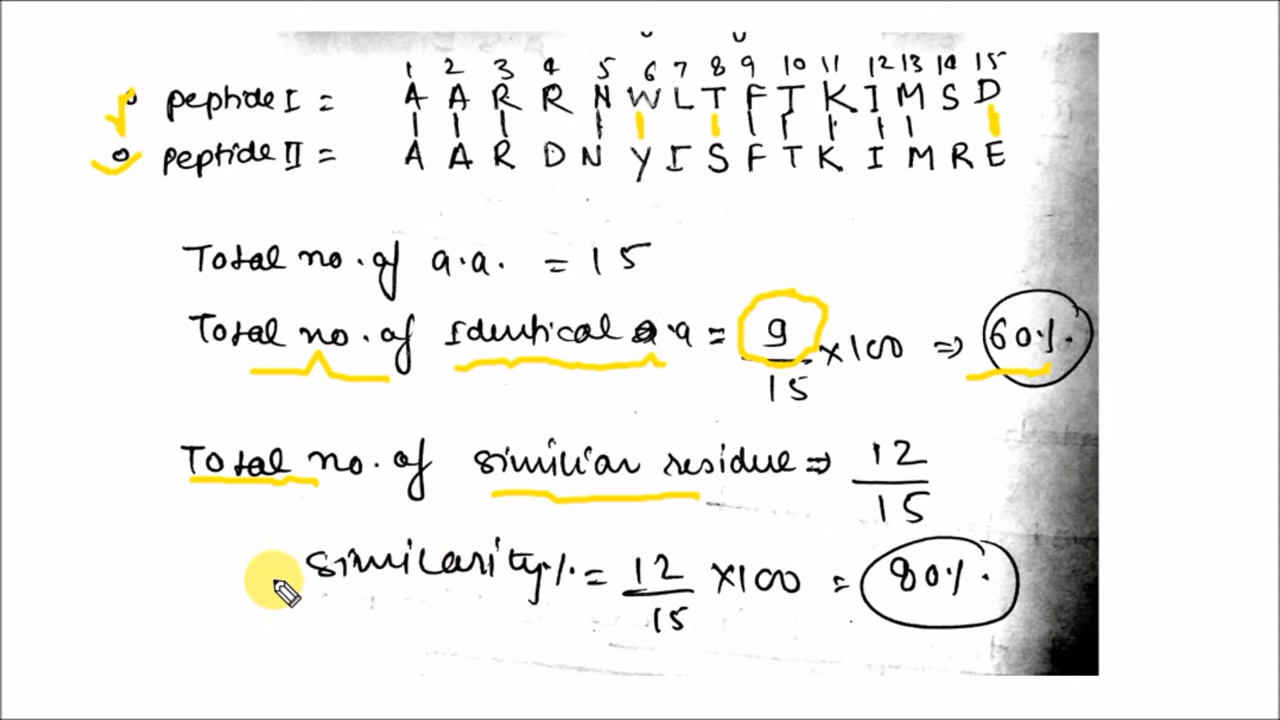 1 2 3 4 5 6 7 8 9 10 11 12 13 14 15
peptide I = A A R R N W L T F T K I M S D
peptide II = A A R D N Y I S F T K I M R E
Total no. of a.a. = 15
Total no. of Identical a.a = 9/15 ×100 => 60%.
Total no. of similiar residue => 12/15
similarity% = 12/15 ×100 = 80%.